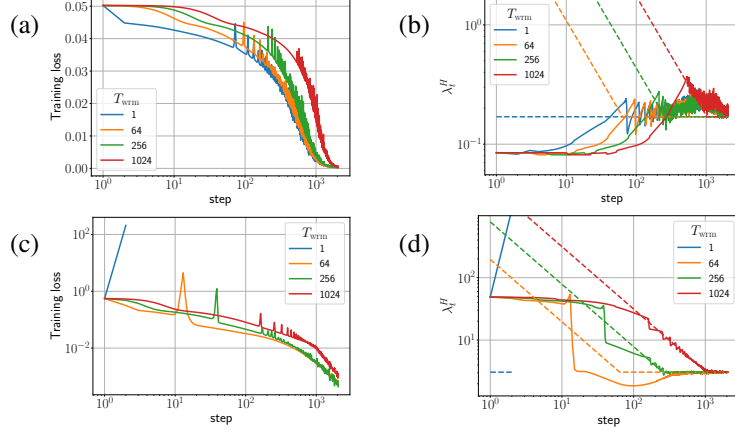 (a)
0.05
0.04
0.03
0.02
0.01
0.00
Training loss
T_wrm
1
64
256
1024
10^0
10^1
10^2
10^3
step
(b)
10^0
10^{-1}
λ_t^H
T_wrm
1
64
256
1024
10^0
10^1
10^2
10^3
step
(c)
10^2
10^0
10^{-2}
Training loss
T_wrm
1
64
256
1024
10^0
10^1
10^2
10^3
step
(d)
10^2
10^1
λ_t^H
T_wrm
1
64
256
1024
10^0
10^1
10^2
10^3
step